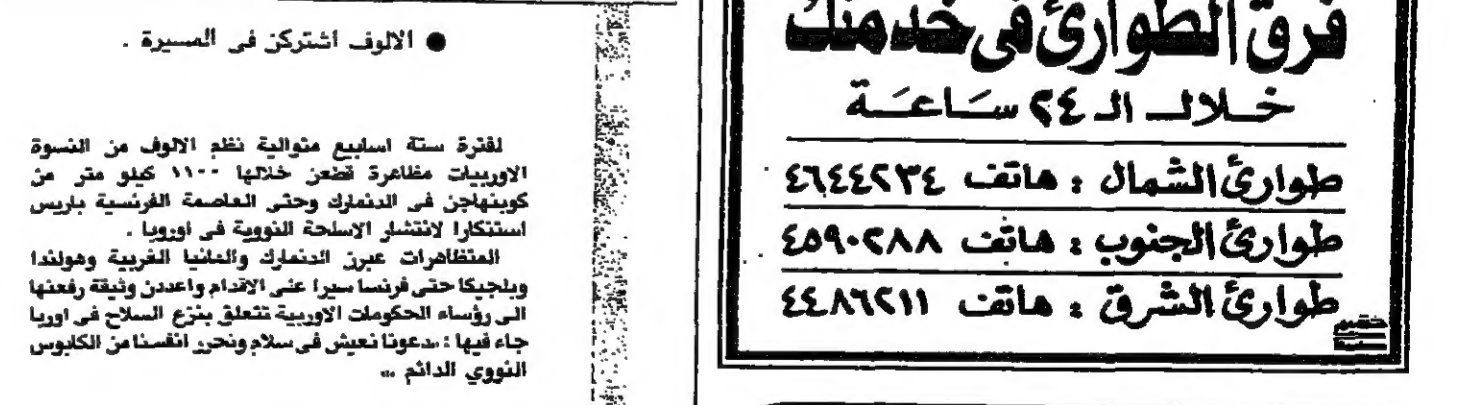 فرق الطوارئ في خدمتك
خلال الـ ٢٤ ساعة
طوارئ الشمال : هاتف ٤٦٤٤٢٣٤
طوارئ الجنوب : هاتف ٤٥٩٠٢٨٨
طوارئ الشرق : هاتف ٤٤٨٦٢١١
● الالوف اشتركن فى المسيرة .
لفترة ستة اسابيع متوالية نظم الالوف من النسوة
الاوربيات مظاهرة قطعن خلالها ١١٠٠ كيلو متر من
كوبنهاجن فى الدنمارك وحتى العاصمة الفرنسية باريس
استنكارا لانتشار الاسلحة النووية فى اوروبا .
المتظاهرات عبرن الدنمارك والمانيا الغربية وهولندا
وبلجيكا حتى فرنسا سيرا على الاقدام واعددن وثيقة رفعنها
الى رؤساء الحكومات الاوربية تتعلق بنزع السلاح فى اوربا
جاء فيها : «دعونا نعيش فى سلام ونحرر انفسنا من الكابوس
النووي الدائم »